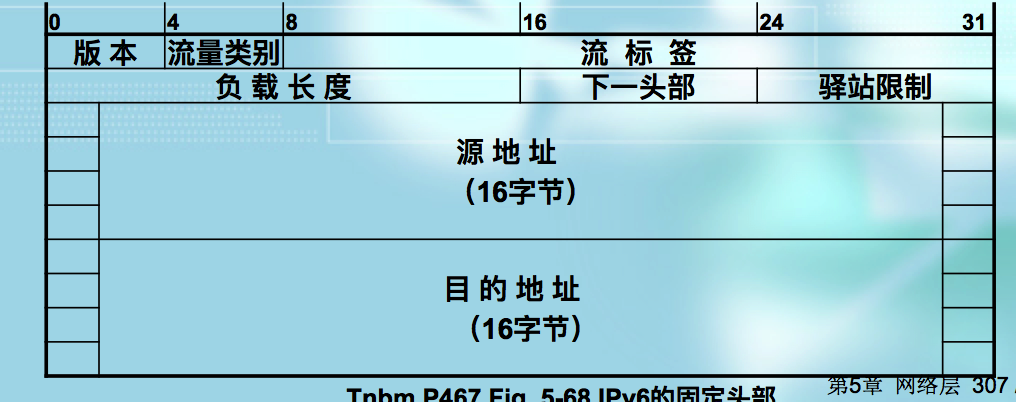 0 4 8 16 24 31
版 本 流量类别 流 标 签
负 载 长 度 下一头部 驿站限制
源 地 址
（16字节）
目 的 地 址
（16字节）
Tnbm P467 Fig. 5-68 IPv6的固定头部
第5章 网络层 307